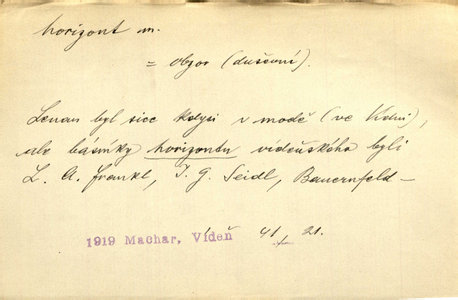 horizont m.
= obzor (duševní).
Lenau byl sice kdysi v modě (ve Vídni),
ale básníky horizontu vídeňského byli
L. A. Frankl, J. G. Seidl, Bauernfeld –
1919 Machar, Vídeň 41/21.